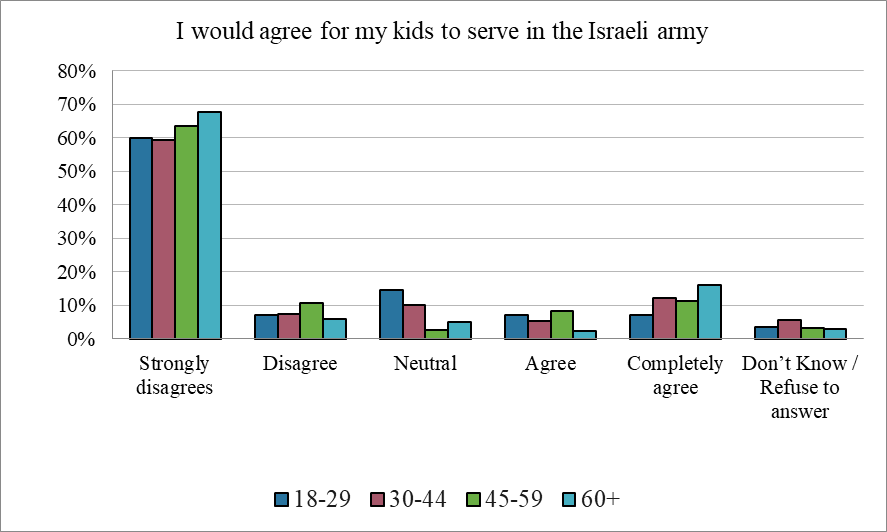 I would agree for my kids to serve in the Israeli army
80%
70%
60%
50%
40%
30%
20%
10%
0%
Strongly
disagrees
Disagree
Neutral
Agree
Completely
agree
Don’t Know /
Refuse to
answer
18-29 30-44 45-59 60+